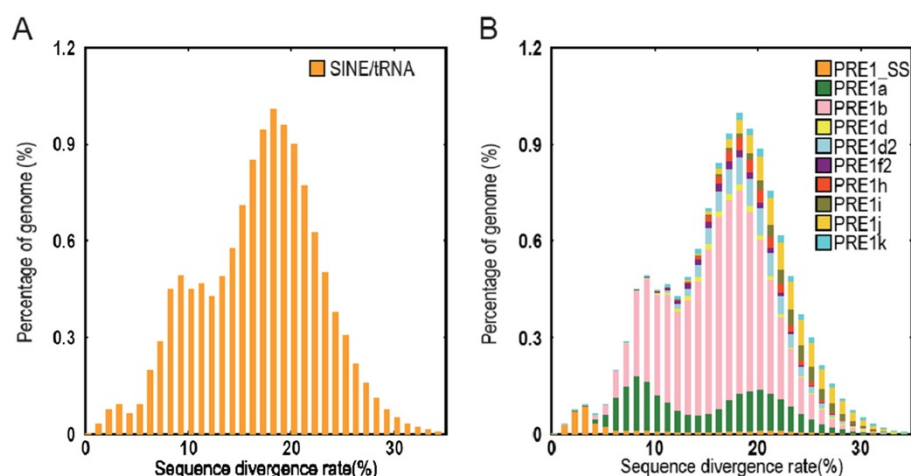 A
B
1.2
0.9
0.6
0.3
0
Percentage of genome (%)
SINE/tRNA
0
10
20
30
Sequence divergence rate(%)
1.2
0.9
0.6
0.3
0
Percentage of genome (%)
PRE1_SS
PRE1a
PRE1b
PRE1d
PRE1d2
PRE1f2
PRE1h
PRE1i
PRE1j
PRE1k
10
20
30
Sequence divergence rate(%)